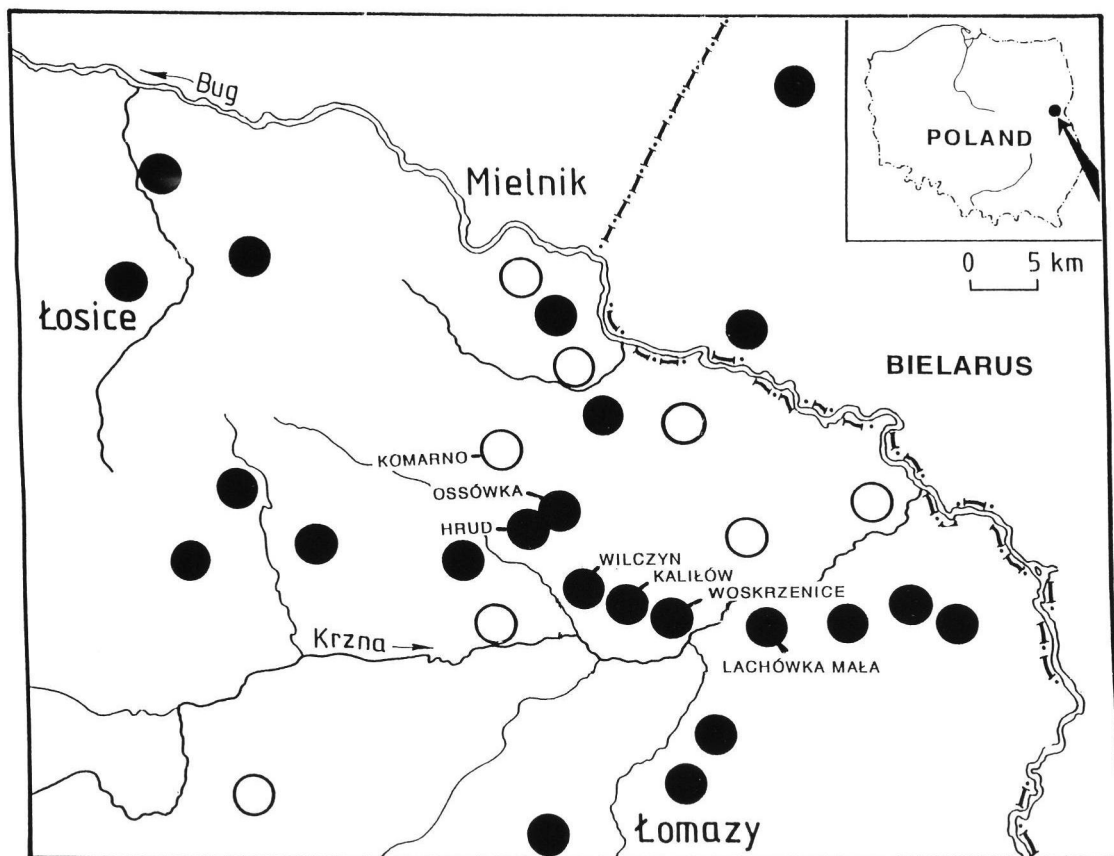 Bug
Mielnik
POLAND
0 5 km
Łosice
BIELARUS
KOMARNO
OSSÓWKA
HRUD
WILCZYN
KALIŁÓW
WOSKRZENICE
Krzna
LACHÓWKA MAŁA
Łomazy